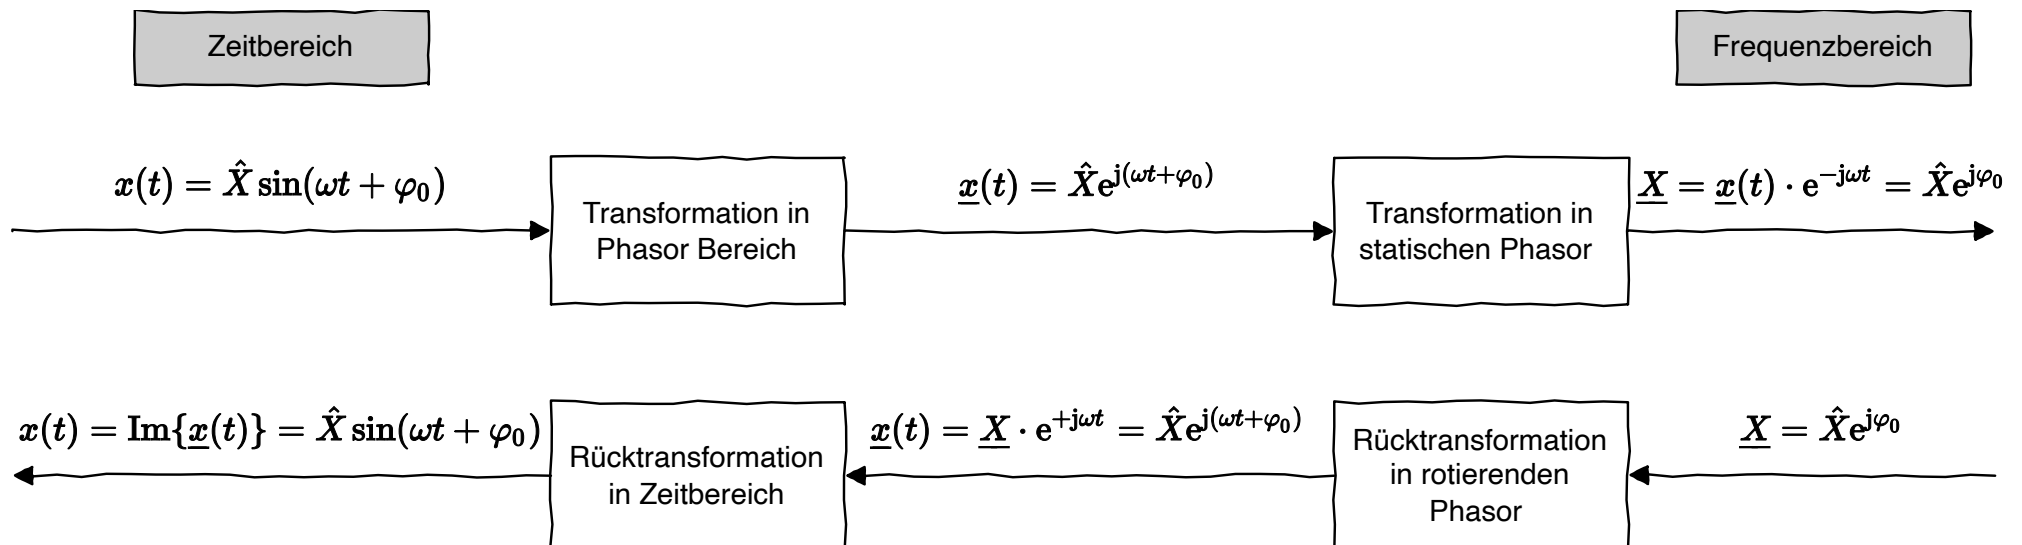 Zeitbereich
Frequenzbereich
x(t) = X̂ sin(ωt + φ₀)
Transformation in
Phasor Bereich
x̲(t) = X̂e^{j(ωt+φ₀)}
Transformation in
statischen Phasor
X̲ = x̲(t) · e^{−jωt} = X̂e^{jφ₀}
x(t) = Im{x̲(t)} = X̂ sin(ωt + φ₀)
Rücktransformation
in Zeitbereich
x̲(t) = X̲ · e^{+jωt} = X̂e^{j(ωt+φ₀)}
Rücktransformation
in rotierenden
Phasor
X̲ = X̂e^{jφ₀}